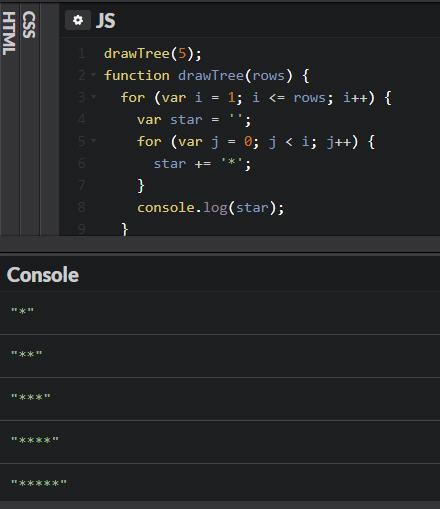 HTML
CSS
JS
1 drawTree(5);
2 function drawTree(rows) {
3 for (var i = 1; i <= rows; i++) {
4 var star = '';
5 for (var j = 0; j < i; j++) {
6 star += '*';
7 }
8 console.log(star);
9 }
Console
"*"
"**"
"***"
"****"
"*****"